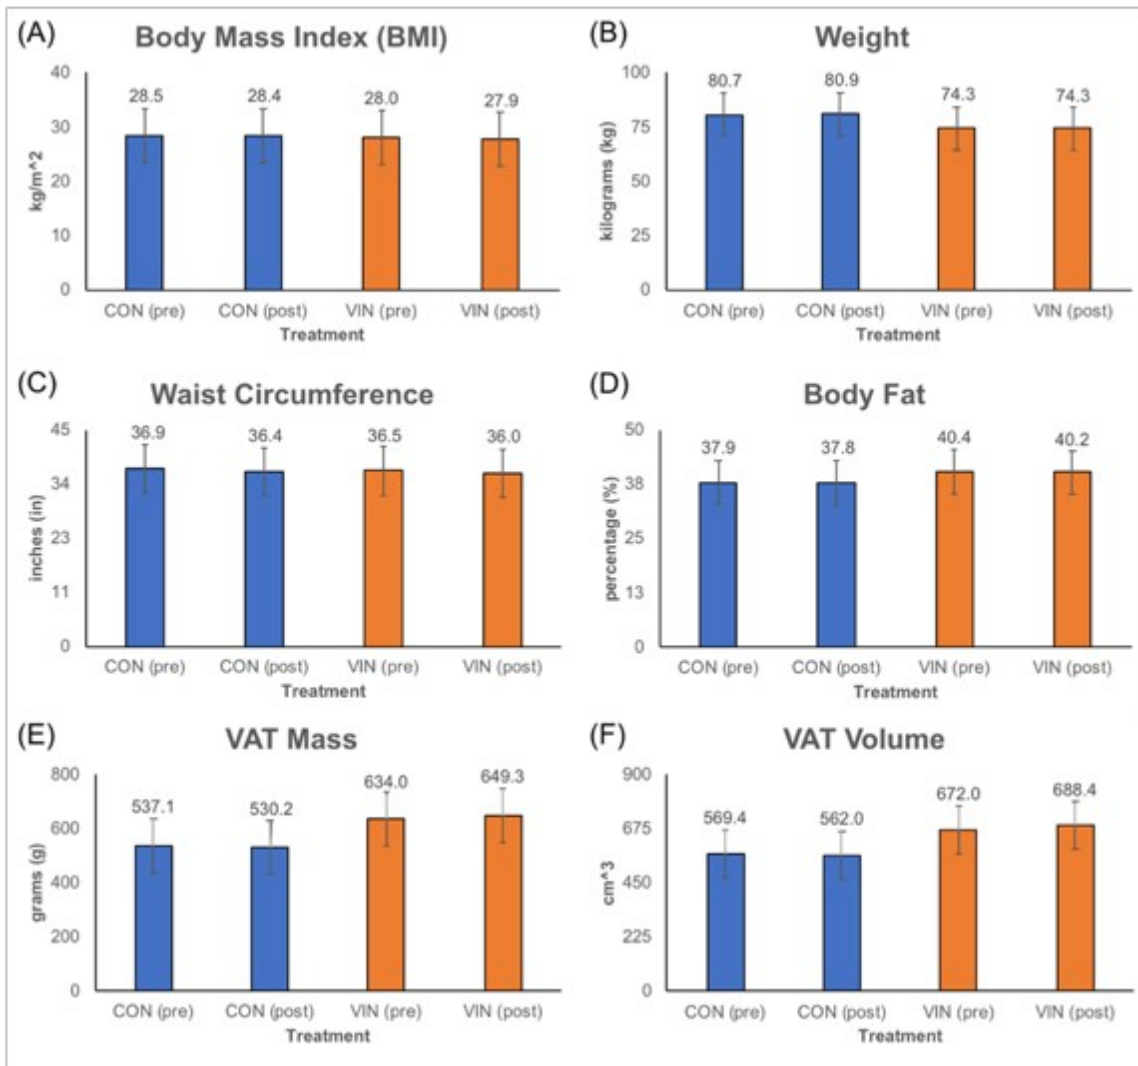 (A) Body Mass Index (BMI)
40
30
20
10
0
kg/m^2
28.5 28.4 28.0 27.9
CON (pre) CON (post) VIN (pre) VIN (post)
Treatment
(B) Weight
100
75
50
25
0
kilograms (kg)
80.7 80.9 74.3 74.3
CON (pre) CON (post) VIN (pre) VIN (post)
Treatment
(C) Waist Circumference
45
34
23
11
0
inches (in)
36.9 36.4 36.5 36.0
CON (pre) CON (post) VIN (pre) VIN (post)
Treatment
(D) Body Fat
50
38
25
13
0
percentage (%)
37.9 37.8 40.4 40.2
CON (pre) CON (post) VIN (pre) VIN (post)
Treatment
(E) VAT Mass
800
600
400
200
0
grams (g)
537.1 530.2 634.0 649.3
CON (pre) CON (post) VIN (pre) VIN (post)
Treatment
(F) VAT Volume
900
675
450
225
0
cm^3
569.4 562.0 672.0 688.4
CON (pre) CON (post) VIN (pre) VIN (post)
Treatment